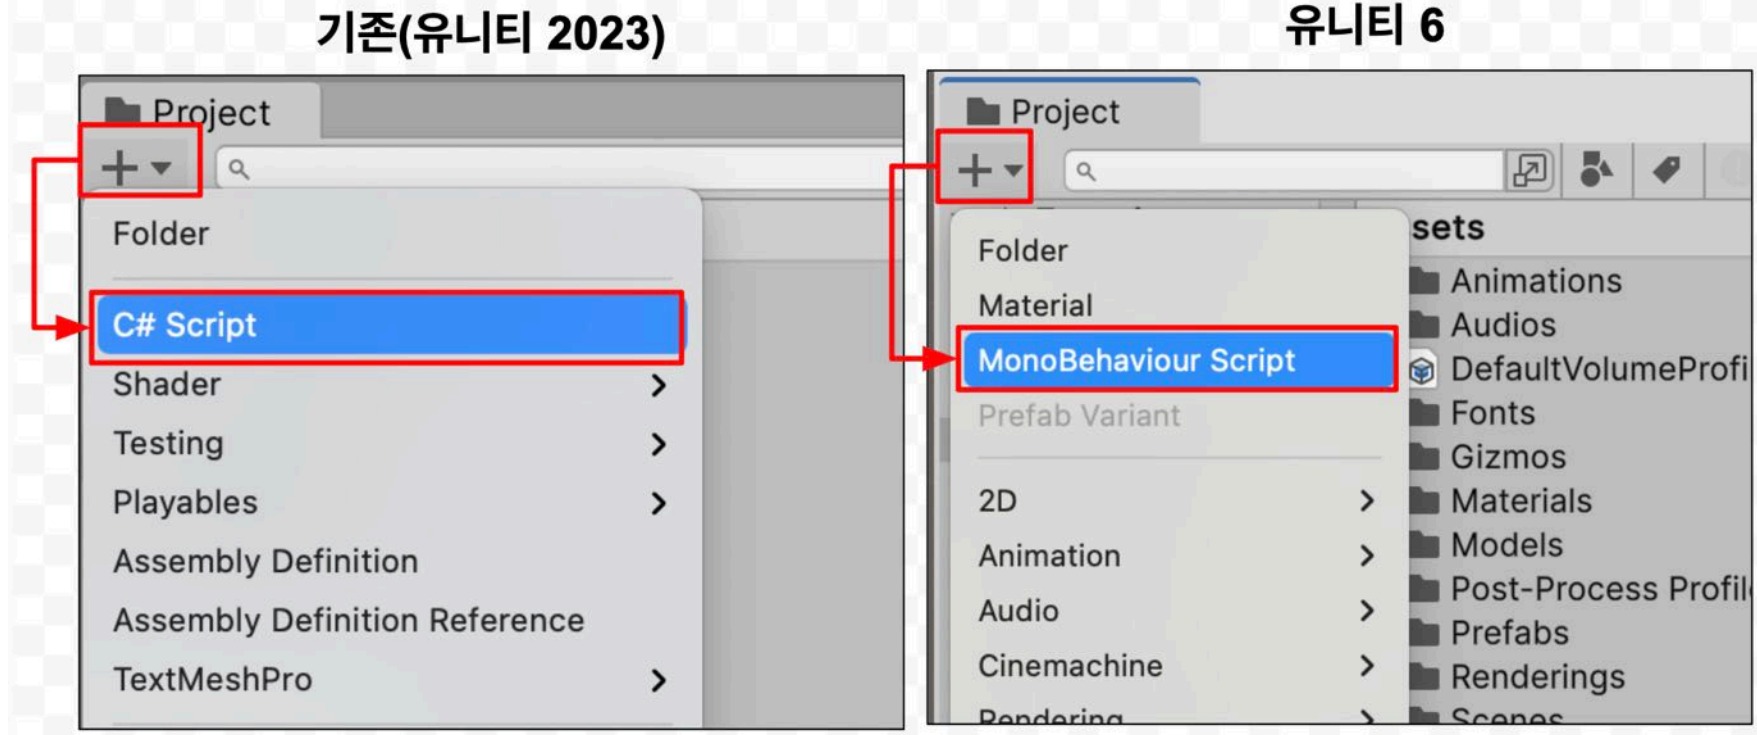 기존(유니티 2023)
Project
Folder
C# Script
Shader
Testing
Playables
Assembly Definition
Assembly Definition Reference
TextMeshPro
유니티 6
Project
Folder
Material
MonoBehaviour Script
Prefab Variant
2D
Animation
Audio
Cinemachine
Rendering
sets
Animations
Audios
DefaultVolumeProfi
Fonts
Gizmos
Materials
Models
Post-Process Profil
Prefabs
Renderings
Scenes